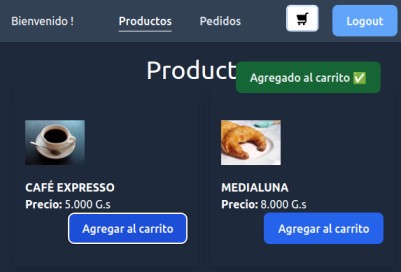 Bienvenido !
Productos
Pedidos
Logout
Product
Agregado al carrito ✅
CAFÉ EXPRESSO
Precio: 5.000 G.s
Agregar al carrito
MEDIALUNA
Precio: 8.000 G.s
Agregar al carrito